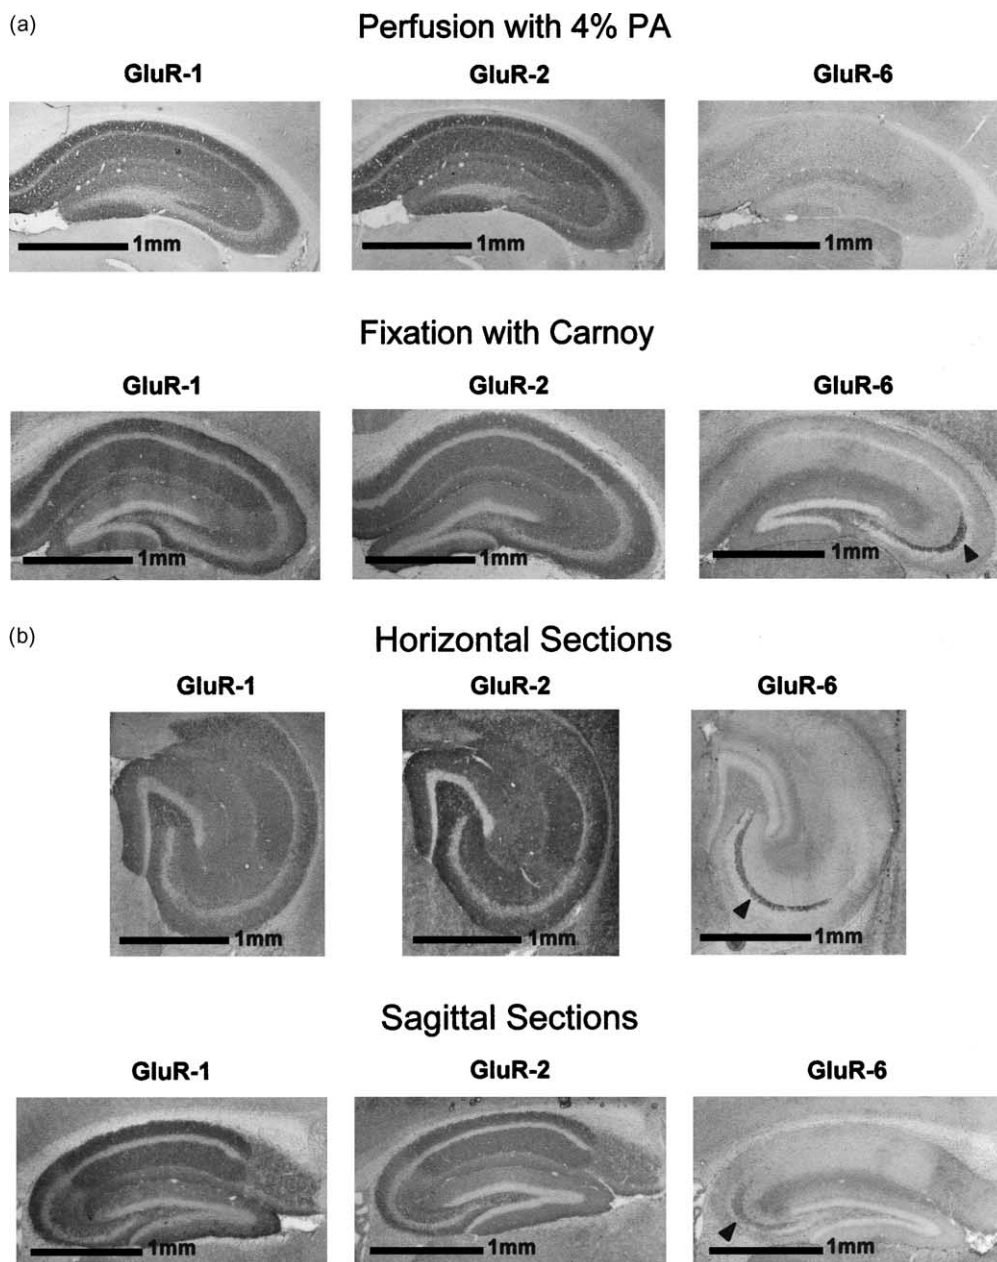 (a)
Perfusion with 4% PA
GluR-1 GluR-2 GluR-6
1mm 1mm 1mm
Fixation with Carnoy
GluR-1 GluR-2 GluR-6
1mm 1mm 1mm
(b)
Horizontal Sections
GluR-1 GluR-2 GluR-6
1mm 1mm 1mm
Sagittal Sections
GluR-1 GluR-2 GluR-6
1mm 1mm 1mm